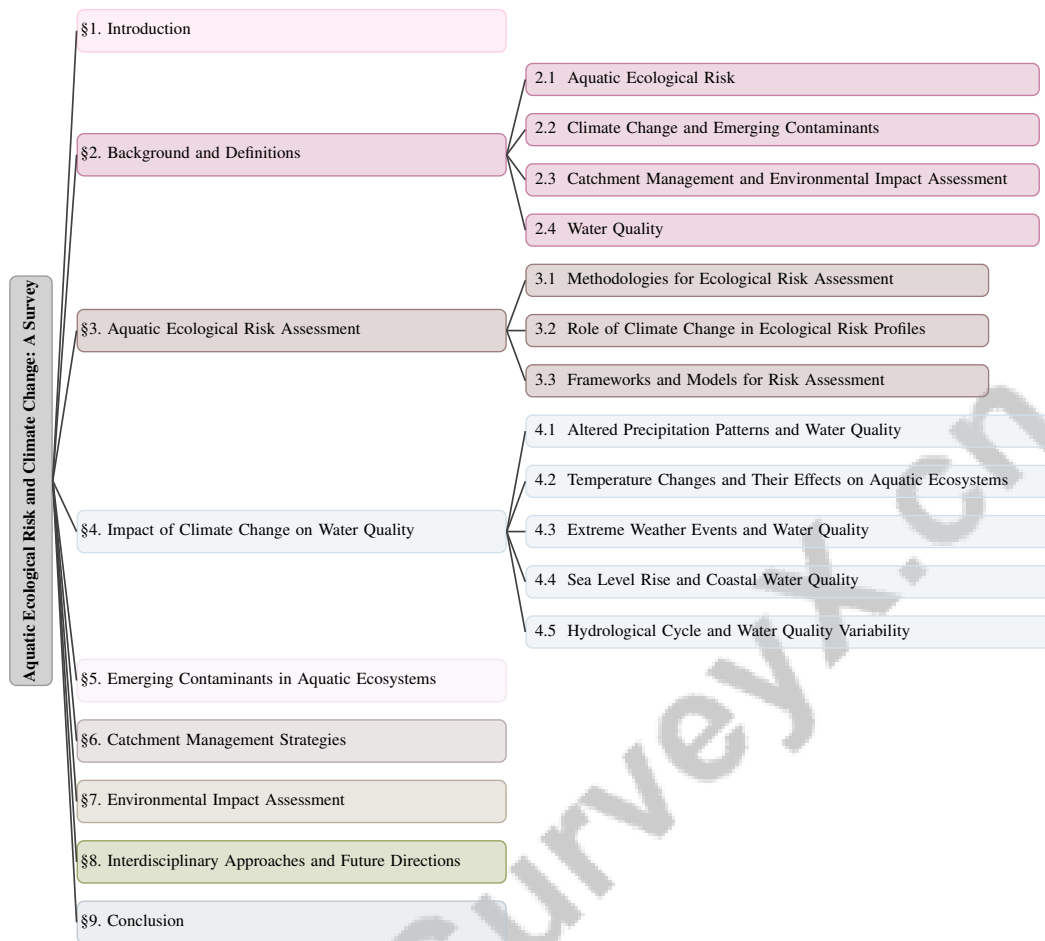 Aquatic Ecological Risk and Climate Change: A Survey
§1. Introduction
§2. Background and Definitions
2.1 Aquatic Ecological Risk
2.2 Climate Change and Emerging Contaminants
2.3 Catchment Management and Environmental Impact Assessment
2.4 Water Quality
§3. Aquatic Ecological Risk Assessment
3.1 Methodologies for Ecological Risk Assessment
3.2 Role of Climate Change in Ecological Risk Profiles
3.3 Frameworks and Models for Risk Assessment
§4. Impact of Climate Change on Water Quality
4.1 Altered Precipitation Patterns and Water Quality
4.2 Temperature Changes and Their Effects on Aquatic Ecosystems
4.3 Extreme Weather Events and Water Quality
4.4 Sea Level Rise and Coastal Water Quality
4.5 Hydrological Cycle and Water Quality Variability
§5. Emerging Contaminants in Aquatic Ecosystems
§6. Catchment Management Strategies
§7. Environmental Impact Assessment
§8. Interdisciplinary Approaches and Future Directions
§9. Conclusion
SurveyX.cn